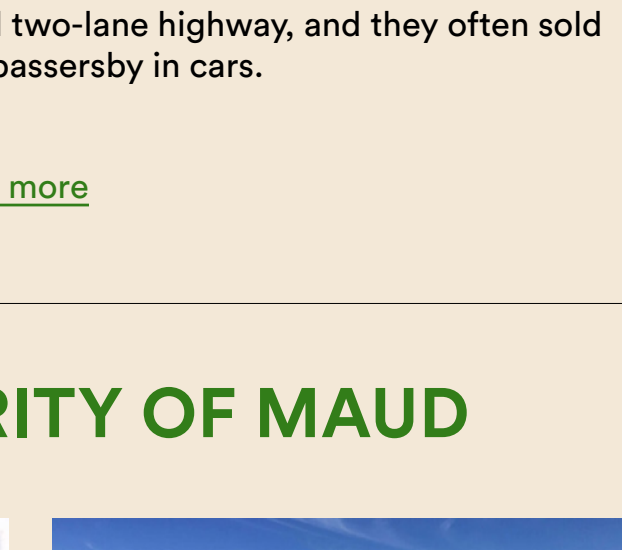 two-lane highway, and they often sold
passersby in cars.
more
RITY OF MAUD